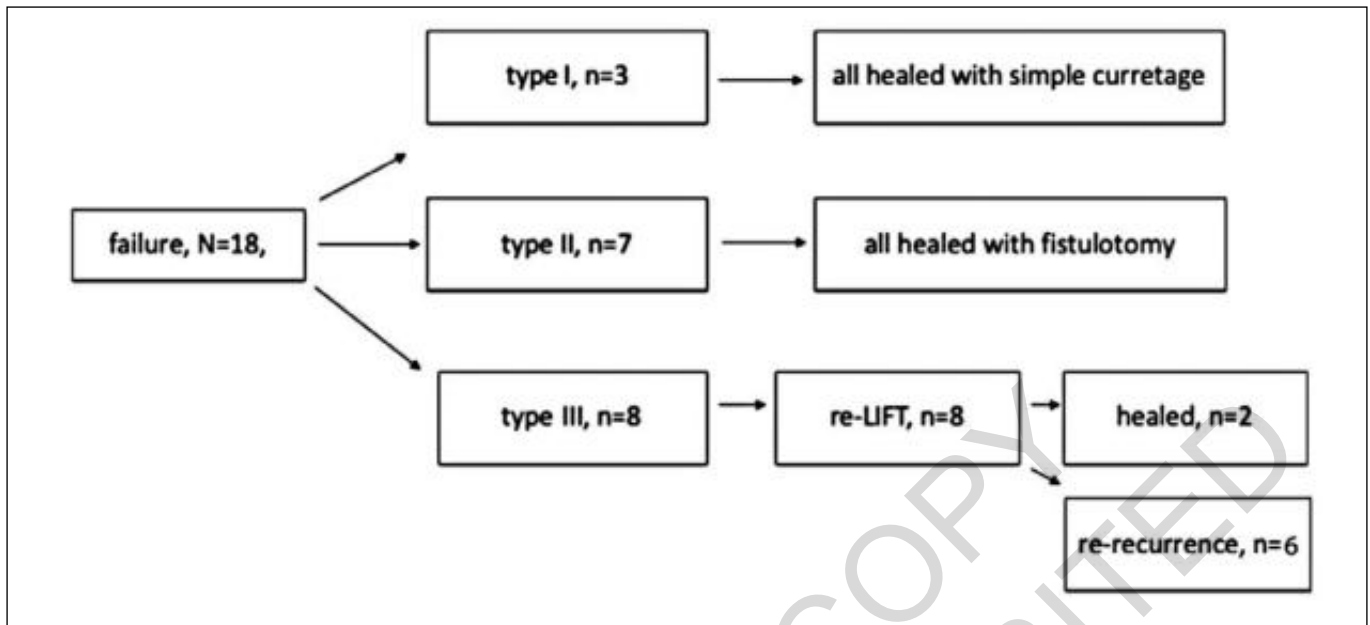 type I, n=3
all healed with simple curretage
failure, N=18,
type II, n=7
all healed with fistulotomy
type III, n=8
re-LIFT, n=8
healed, n=2
re-recurrence, n=6
COPY